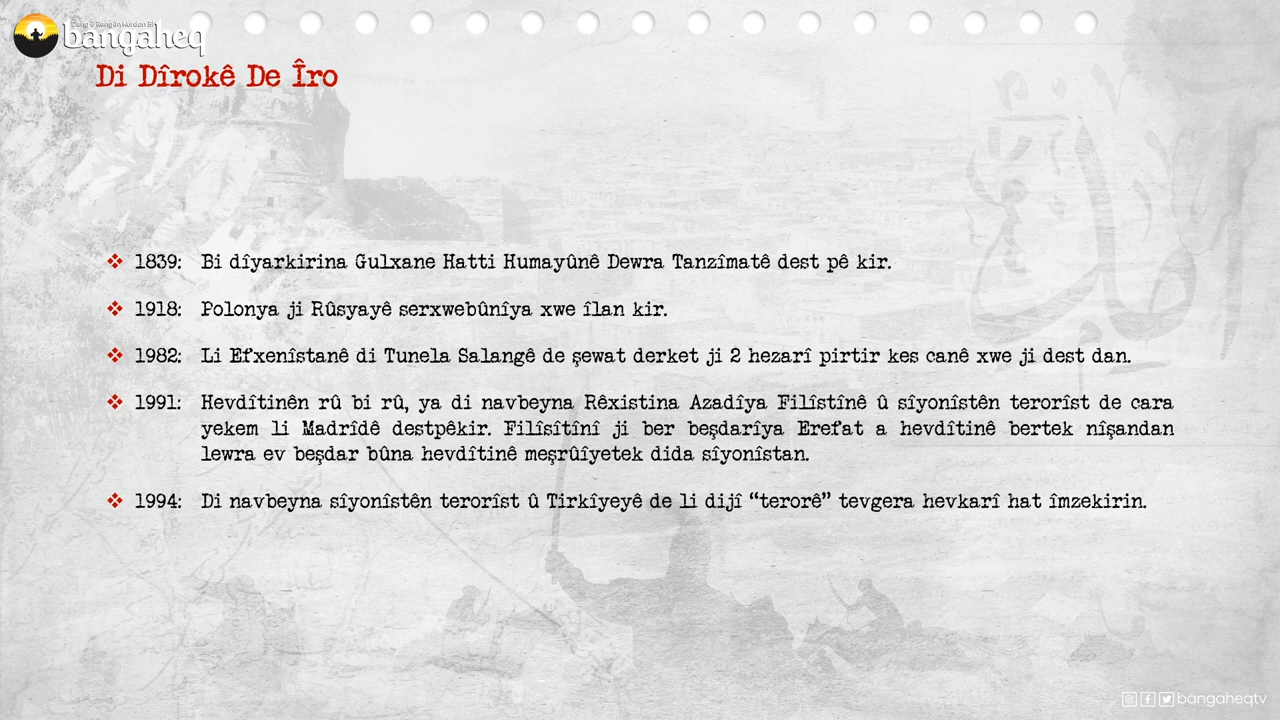 Deng û Rengên Kurdan Bi
bangaheq
Di Dîrokê De Îro
❖ 1839: Bi dîyarkirina Gulxane Hatti Humayûnê Dewra Tanzîmatê dest pê kir.
❖ 1918: Polonya ji Rûsyayê serxwebûnîya xwe îlan kir.
❖ 1982: Li Efxenîstanê di Tunela Salangê de şewat derket ji 2 hezarî pirtir kes canê xwe ji dest dan.
❖ 1991: Hevdîtinên rû bi rû, ya di navbeyna Rêxistina Azadîya Filîstînê û sîyonîstên terorîst de cara
yekem li Madrîdê destpêkir. Filîsîtînî ji ber beşdarîya Erefat a hevdîtinê bertek nîşandan
lewra ev beşdar bûna hevdîtinê meşrûîyetek dida sîyonîstan.
❖ 1994: Di navbeyna sîyonîstên terorîst û Tirkîyeyê de li dijî “terorê” tevgera hevkarî hat îmzekirin.
bangaheqtv